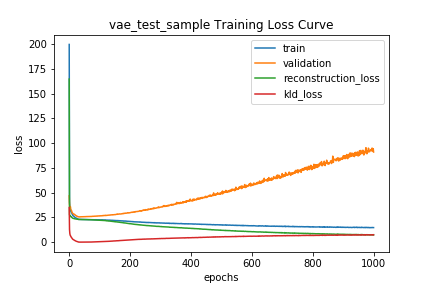 vae_test_sample Training Loss Curve
200
175
150
125
100
75
50
25
0
loss
train
validation
reconstruction_loss
kld_loss
0 200 400 600 800 1000
epochs